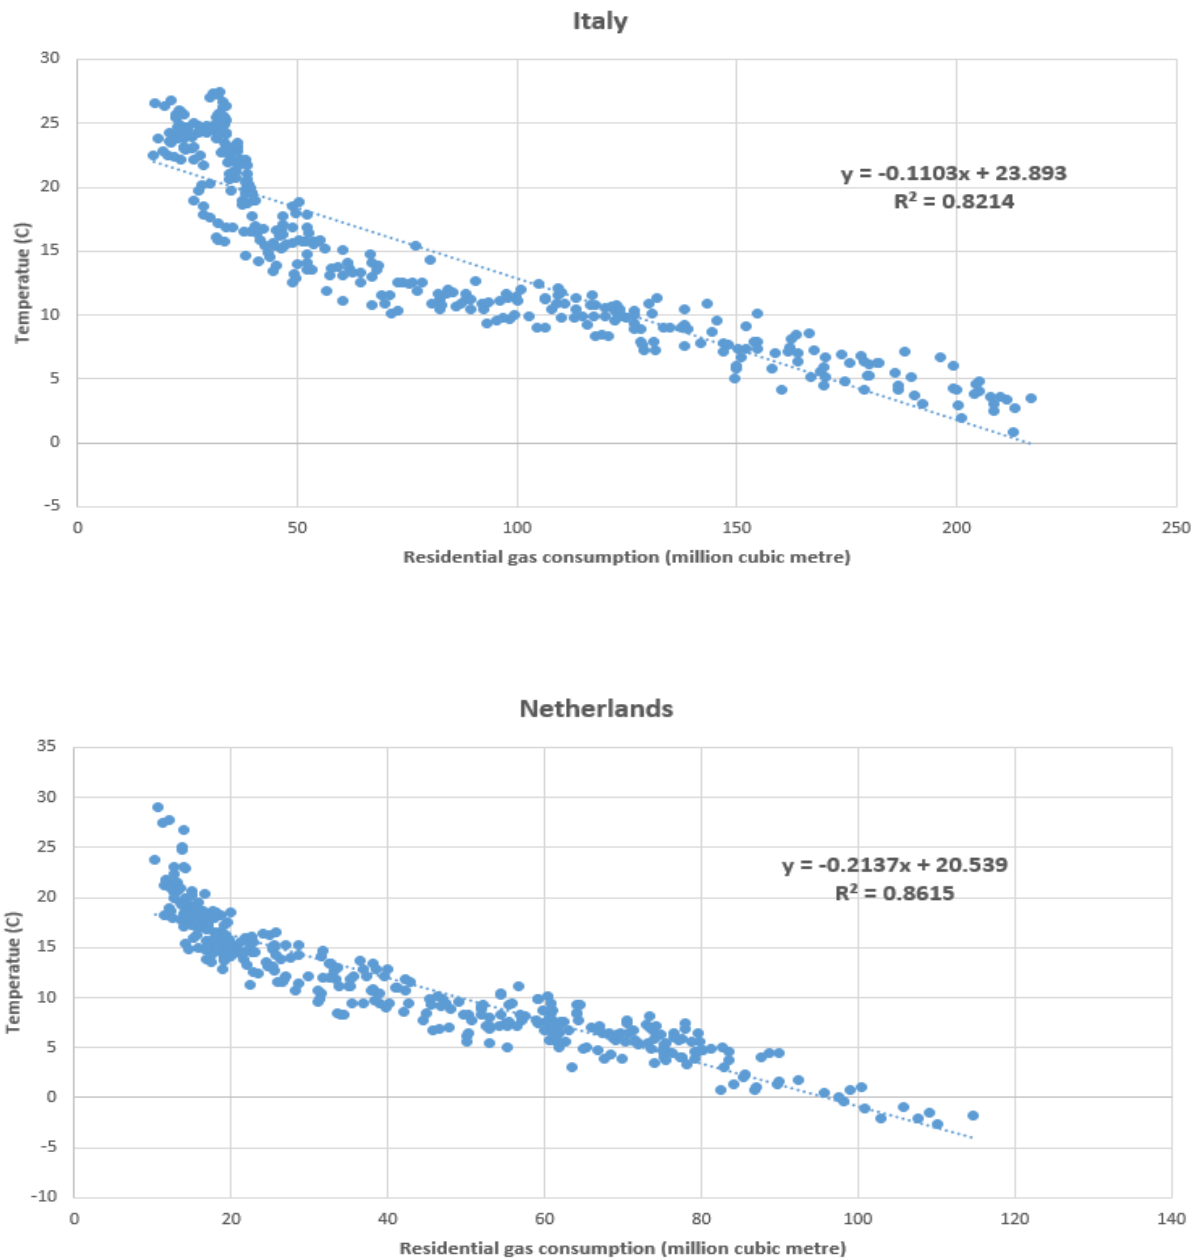 Italy
30
25
20
15
10
5
0
-5
Temperatue (C)
y = -0.1103x + 23.893
R² = 0.8214
0 50 100 150 200 250
Residential gas consumption (million cubic metre)
Netherlands
35
30
25
20
15
10
5
0
-5
-10
Temperatue (C)
y = -0.2137x + 20.539
R² = 0.8615
0 20 40 60 80 100 120 140
Residential gas consumption (million cubic metre)